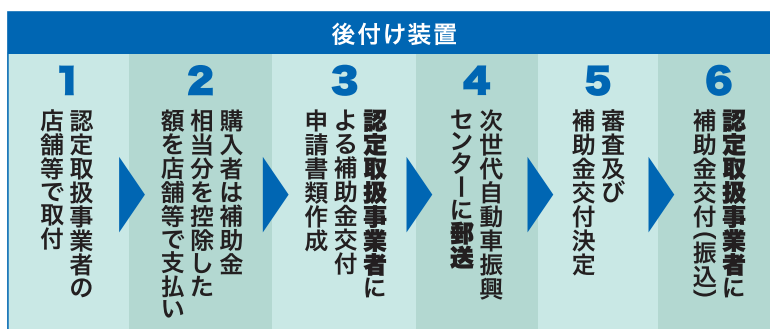 後付け装置
1
認定取扱事業者の
店舗等で取付
2
購入者は補助金
相当分を控除した
額を店舗等で支払い
3
認定取扱事業者に
よる補助金交付
申請書類作成
4
次世代自動車振興
センターに郵送
5
審査及び
補助金交付決定
6
認定取扱事業者に
補助金交付(振込)